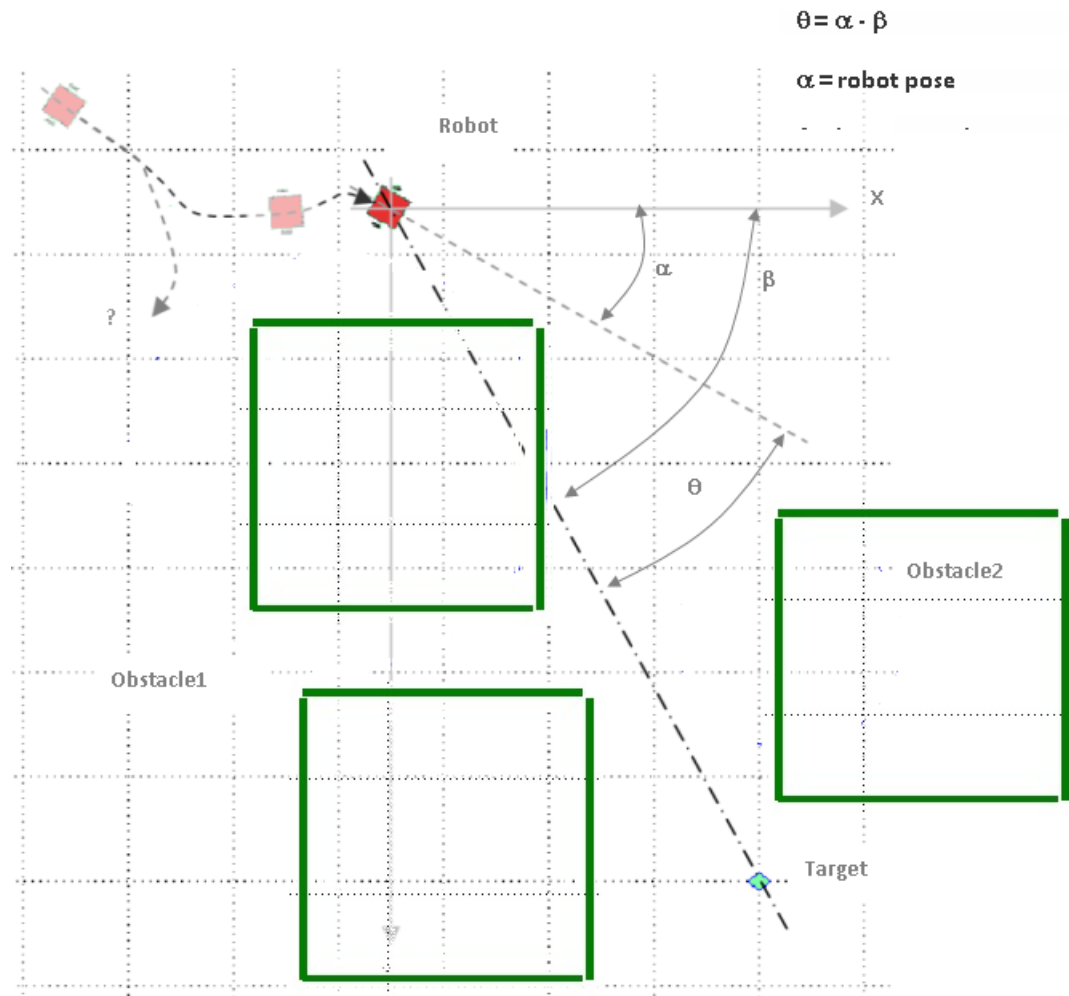 θ= α - β
α = robot pose
Robot
X
α
β
?
θ
Obstacle2
Obstacle1
Target